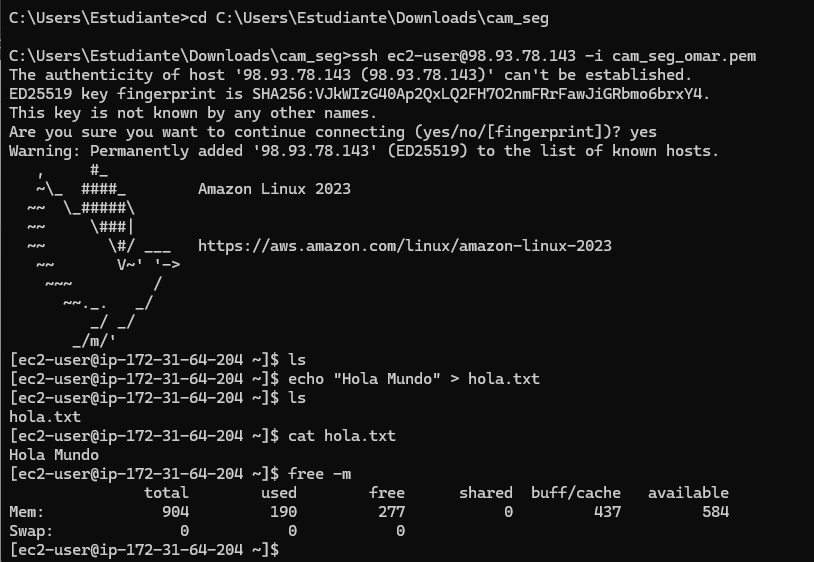 C:\Users\Estudiante>cd C:\Users\Estudiante\Downloads\cam_seg

C:\Users\Estudiante\Downloads\cam_seg>ssh ec2-user@98.93.78.143 -i cam_seg_omar.pem
The authenticity of host '98.93.78.143 (98.93.78.143)' can't be established.
ED25519 key fingerprint is SHA256:VJkWIzG40Ap2QxLQ2FH7O2nmFRrFawJiGRbmo6brxY4.
This key is not known by any other names.
Are you sure you want to continue connecting (yes/no/[fingerprint])? yes
Warning: Permanently added '98.93.78.143' (ED25519) to the list of known hosts.
   ,     #_
   ~\_  ####_        Amazon Linux 2023
  ~~  \_#####\
  ~~     \###|
  ~~       \#/ ___   https://aws.amazon.com/linux/amazon-linux-2023
   ~~       V~' '->
    ~~~         /
      ~~._.   _/
         _/ _/
       _/m/'
[ec2-user@ip-172-31-64-204 ~]$ ls
[ec2-user@ip-172-31-64-204 ~]$ echo "Hola Mundo" > hola.txt
[ec2-user@ip-172-31-64-204 ~]$ ls
hola.txt
[ec2-user@ip-172-31-64-204 ~]$ cat hola.txt
Hola Mundo
[ec2-user@ip-172-31-64-204 ~]$ free -m
               total        used        free      shared  buff/cache   available
Mem:             904         190         277           0         437         584
Swap:              0           0           0
[ec2-user@ip-172-31-64-204 ~]$